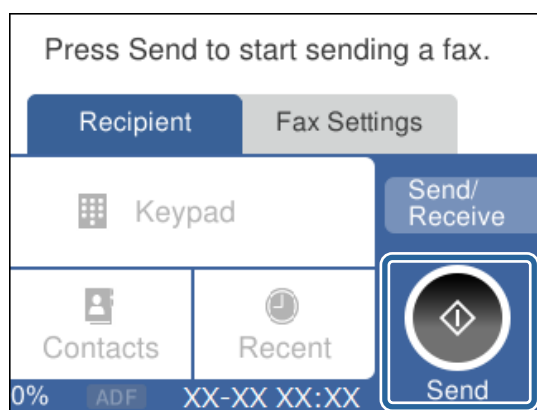 Press Send to start sending a fax.
Recipient
Fax Settings
Keypad
Send/
Receive
Contacts
Recent
Send
0%
ADF
XX-XX XX:XX